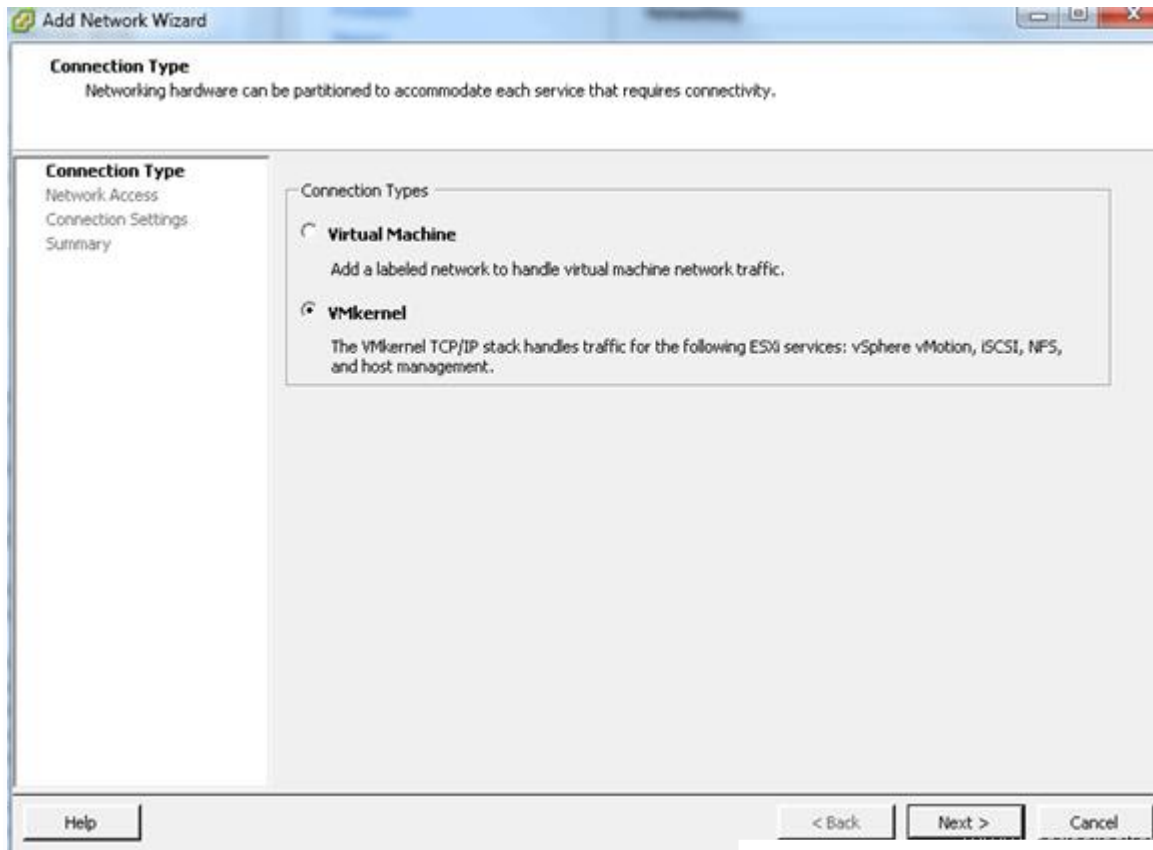 Add Network Wizard
Connection Type
Networking hardware can be partitioned to accommodate each service that requires connectivity.
Connection Type
Network Access
Connection Settings
Summary
Connection Types
Virtual Machine
Add a labeled network to handle virtual machine network traffic.
VMkernel
The VMkernel TCP/IP stack handles traffic for the following ESXi services: vSphere vMotion, iSCSI, NFS,
and host management.
Help
< Back
Next >
Cancel